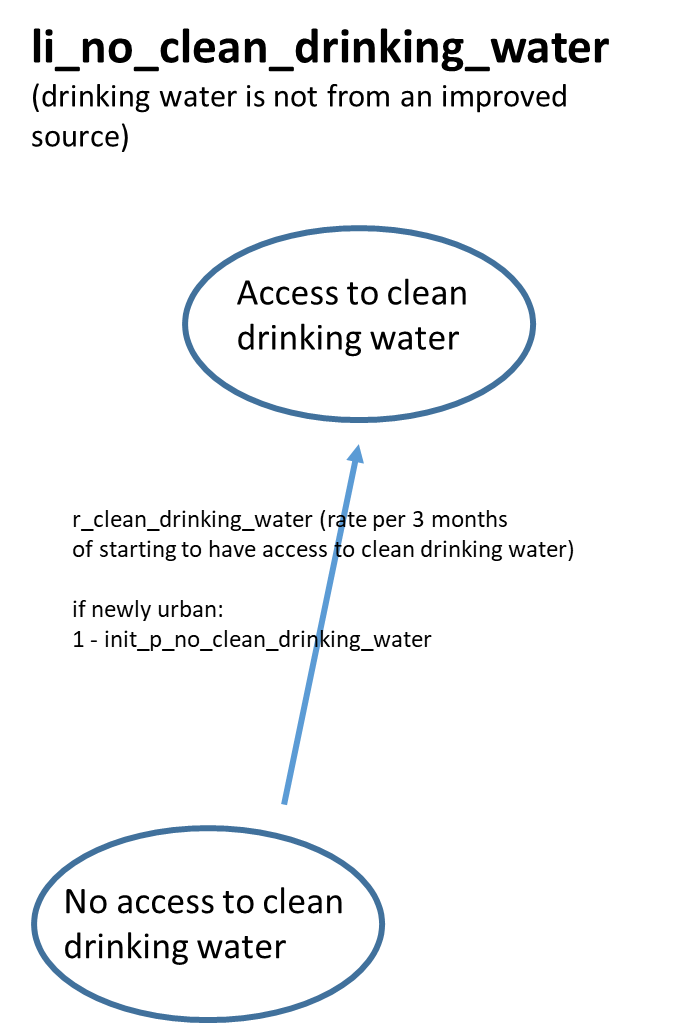 li_no_clean_drinking_water
(drinking water is not from an improved
source)
Access to clean
drinking water
r_clean_drinking_water (rate per 3 months
of starting to have access to clean drinking water)
if newly urban:
1 - init_p_no_clean_drinking_water
No access to clean
drinking water